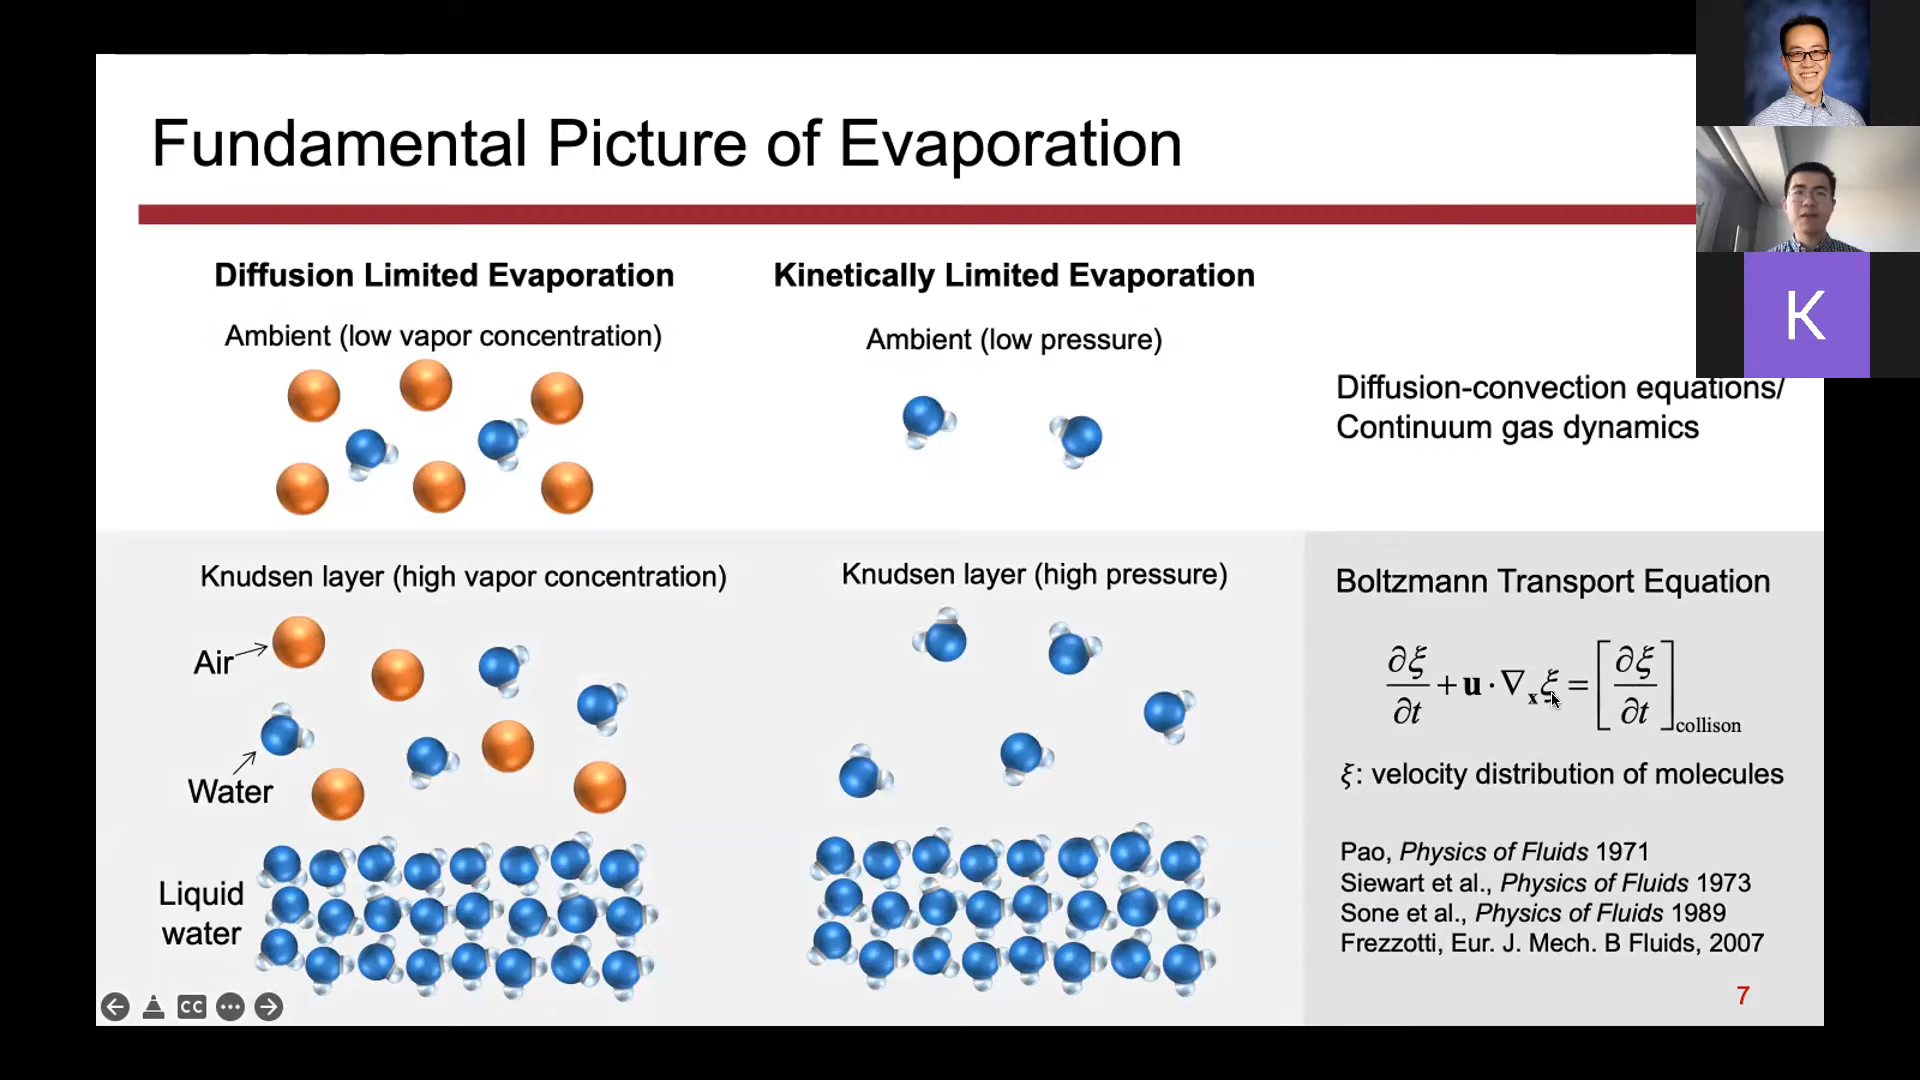 Fundamental Picture of Evaporation
Diffusion Limited Evaporation
Ambient (low vapor concentration)
Kinetically Limited Evaporation
Ambient (low pressure)
Diffusion-convection equations/
Continuum gas dynamics
K
Knudsen layer (high vapor concentration)
Air
Water
Liquid
water
Knudsen layer (high pressure)
Boltzmann Transport Equation
∂ξ/∂t + u · ∇ₓξ = [∂ξ/∂t]collison
ξ: velocity distribution of molecules
Pao, Physics of Fluids 1971
Siewart et al., Physics of Fluids 1973
Sone et al., Physics of Fluids 1989
Frezzotti, Eur. J. Mech. B Fluids, 2007
7
CC